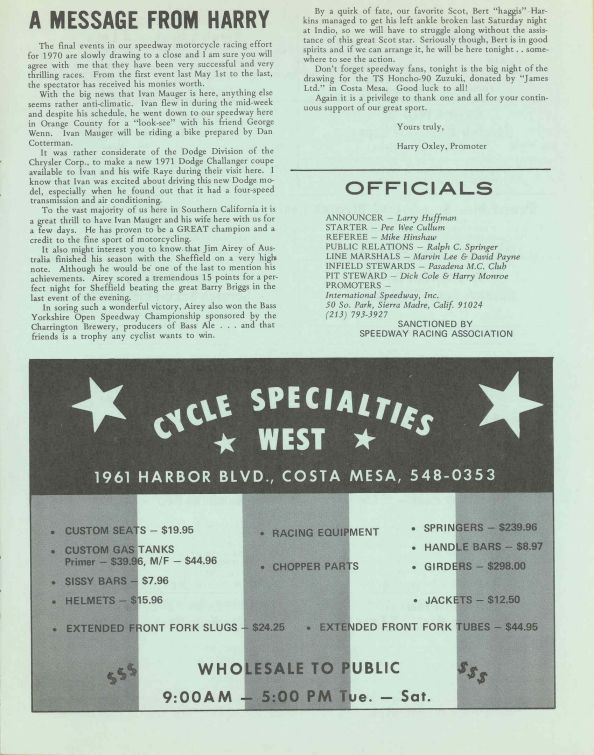 A MESSAGE FROM HARRY
The final events in our speedway motorcycle racing effort
for 1970 are slowly drawing to a close and I am sure you will
agree with me that they have been very successful and very
thrilling races. From the first event last May 1st to the last,
the spectator has received his monies worth.
With the big news that Ivan Mauger is here, anything else
seems rather anti-climatic. Ivan flew in during the mid-week
and despite his schedule, he went down to our speedway here
in Orange County for a "look-see" with his friend George
Wenn. Ivan Mauger will be riding a bike prepared by Dan
Cotterman.
It was rather considerate of the Dodge Division of the
Chrysler Corp., to make a new 1971 Dodge Challanger coupe
available to Ivan and his wife Raye during their visit here. I
know that Ivan was excited about driving this new Dodge mo-
del, especially when he found out that it had a four-speed
transmission and air conditioning.
To the vast majority of us here in Southern California it is
a great thrill to have Ivan Mauger and his wife here with us for
a few days. He has proven to be a GREAT champion and a
credit to the fine sport of motorcycling.
It also might interest you to know that Jim Airey of Aus-
tralia finished his season with the Sheffield on a very high
note. Although he would be one of the last to mention his
achievements. Airey scored a tremendous 15 points for a per-
fect night for Sheffield beating the great Barry Briggs in the
last event of the evening.
In soring such a wonderful victory, Airey also won the Bass
Yorkshire Open Speedway Championship sponsored by the
Charrington Brewery, producers of Bass Ale . . . and that
friends is a trophy any cyclist wants to win.
By a quirk of fate, our favorite Scot, Bert "haggis" Har-
kins managed to get his left ankle broken last Saturday night
at Indio, so we will have to struggle along without the assis-
tance of this great Scot star. Seriously though, Bert is in good
spirits and if we can arrange it, he will be here tonight . . some-
where to see the action.
Don't forget speedway fans, tonight is the big night of the
drawing for the TS Honcho-90 Zuzuki, donated by "James
Ltd." in Costa Mesa. Good luck to all!
Again it is a privilege to thank one and all for your contin-
uous support of our great sport.
Yours truly,
Harry Oxley, Promoter
OFFICIALS
ANNOUNCER – Larry Huffman
STARTER – Pee Wee Cullum
REFEREE – Mike Hinshaw
PUBLIC RELATIONS – Ralph C. Springer
LINE MARSHALS – Marvin Lee & David Payne
INFIELD STEWARDS – Pasadena M.C. Club
PIT STEWARD – Dick Cole & Harry Monroe
PROMOTERS –
International Speedway, Inc.
50 So. Park, Sierra Madre, Calif. 91024
(213) 793-3927
SANCTIONED BY
SPEEDWAY RACING ASSOCIATION
CYCLE SPECIALTIES
WEST
1961 HARBOR BLVD., COSTA MESA, 548-0353
• CUSTOM SEATS – $19.95
• CUSTOM GAS TANKS
Primer – $39.96, M/F – $44.96
• SISSY BARS – $7.96
• HELMETS – $15.96
• RACING EQUIPMENT
• CHOPPER PARTS
• SPRINGERS – $239.96
• HANDLE BARS – $8.97
• GIRDERS – $298.00
• JACKETS – $12.50
• EXTENDED FRONT FORK SLUGS – $24.25 • EXTENDED FRONT FORK TUBES – $44.95
$$$ WHOLESALE TO PUBLIC $$$
9:00AM – 5:00 PM Tue. – Sat.